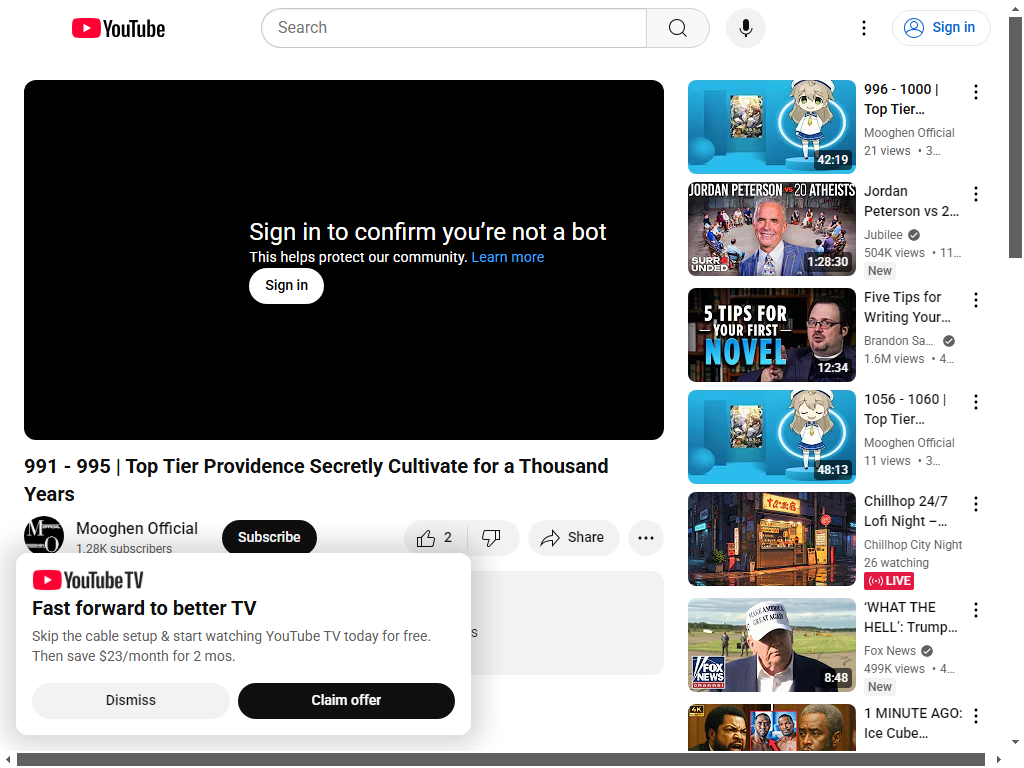 YouTube
Search
Sign in
Sign in to confirm you’re not a bot
This helps protect our community. Learn more
Sign in
991 - 995 | Top Tier Providence Secretly Cultivate for a Thousand
Years
Mooghen Official
1.28K subscribers
Subscribe
2
Share
s
YouTube TV
Fast forward to better TV
Skip the cable setup & start watching YouTube TV today for free.
Then save $23/month for 2 mos.
Dismiss
Claim offer
42:19
996 - 1000 |
Top Tier…
Mooghen Official
21 views • 3…
JORDAN PETERSON VS 20 ATHEISTS
SURR
OUNDED
1:28:30
Jordan
Peterson vs 2…
Jubilee
504K views • 11…
New
5 TIPS FOR
YOUR FIRST
NOVEL
12:34
Five Tips for
Writing Your…
Brandon Sa…
1.6M views • 4…
48:13
1056 - 1060 |
Top Tier…
Mooghen Official
11 views • 3…
Chillhop 24/7
Lofi Night –…
Chillhop City Night
26 watching
LIVE
MAKE AMERICA
GREAT AGAIN
FOX
NEWS
channel
8:48
‘WHAT THE
HELL’: Trump…
Fox News
499K views • 4…
New
4K
1 MINUTE AGO:
Ice Cube…